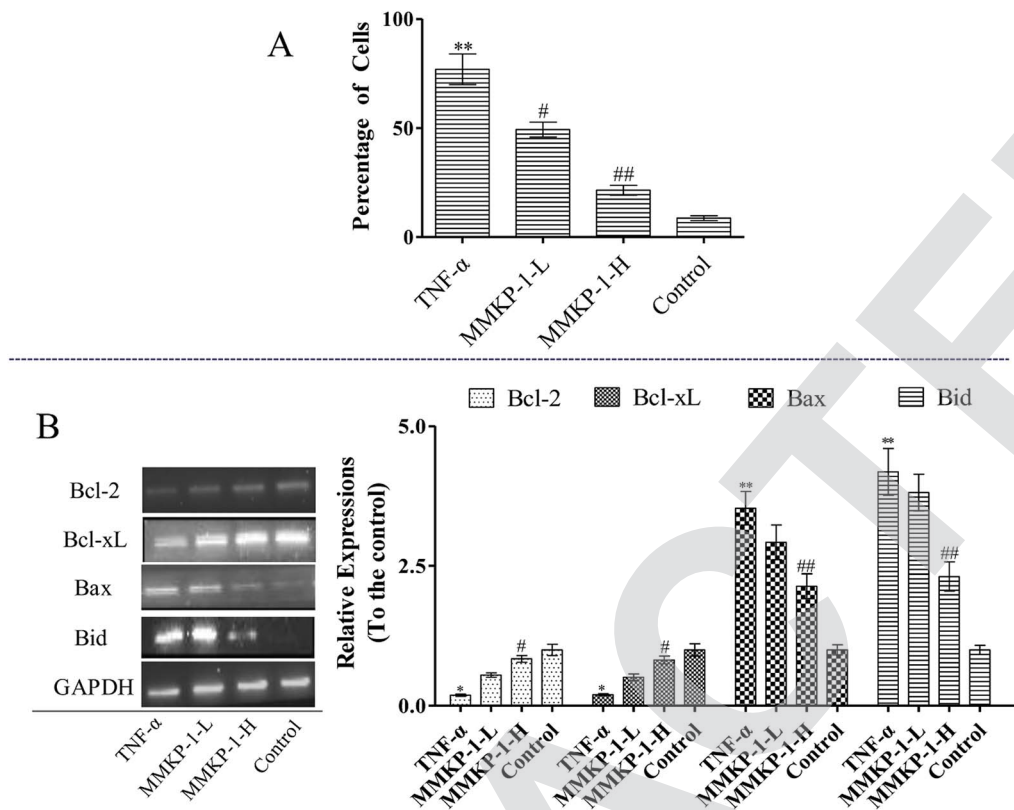 A
Percentage of Cells
100
50
0
**
#
##
TNF-α
MMKP-1-L
MMKP-1-H
Control
B
Bcl-2
Bcl-xL
Bax
Bid
GAPDH
TNF-α
MMKP-1-L
MMKP-1-H
Control
Bcl-2 Bcl-xL Bax Bid
Relative Expressions
(To the control)
5.0
2.5
0.0
*
#
*
#
**
##
**
##
TNF-α
MMKP-1-L
MMKP-1-H
Control
TNF-α
MMKP-1-L
MMKP-1-H
Control
TNF-α
MMKP-1-L
MMKP-1-H
Control
TNF-α
MMKP-1-L
MMKP-1-H
Control